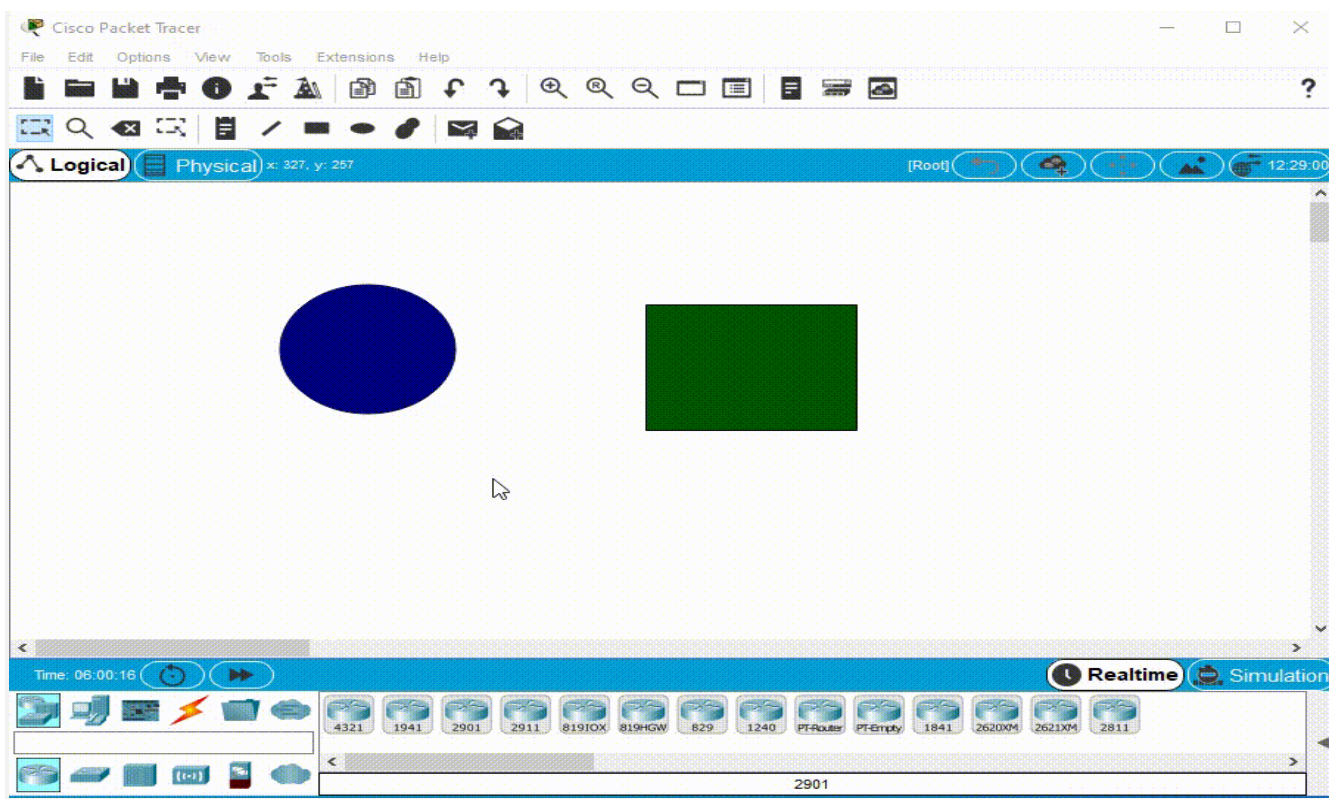 Cisco Packet Tracer
File Edit Options View Tools Extensions Help
?
Logical Physical x: 327, y: 257 [Root] 12:29:00
Time: 06:00:16 Realtime Simulation
4321 1941 2901 2911 819IOX 819HGW 829 1240 PT-Router PT-Empty 1841 2620XM 2621XM 2811
2901